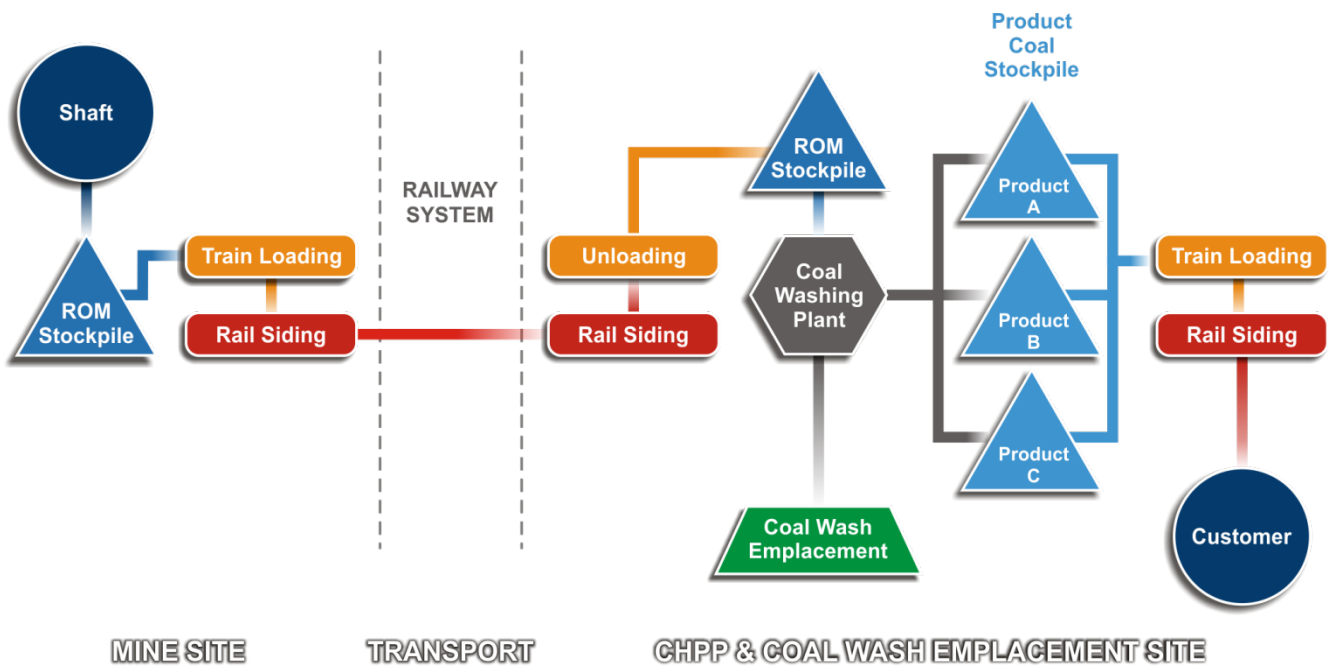 Product
Coal
Stockpile
Shaft
RAILWAY
SYSTEM
ROM
Stockpile
Product
A
Train Loading
Unloading
Coal
Washing
Plant
Train Loading
ROM
Stockpile
Rail Siding
Rail Siding
Product
B
Rail Siding
Product
C
Coal Wash
Emplacement
Customer
MINE SITE
TRANSPORT
CHPP & COAL WASH EMPLACEMENT SITE